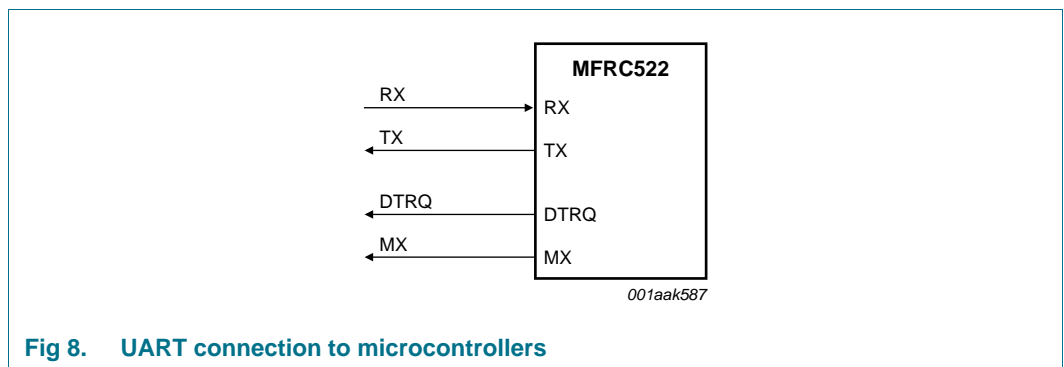 MFRC522
RX
RX
TX
TX
DTRQ
DTRQ
MX
MX
001aak587
Fig 8. UART connection to microcontrollers